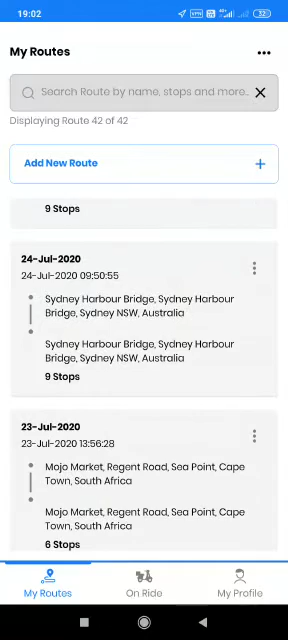 19:02
VPN
4G
32
My Routes
Search Route by name, stops and more..
Displaying Route 42 of 42
Add New Route
9 Stops
24-Jul-2020
24-Jul-2020 09:50:55
Sydney Harbour Bridge, Sydney Harbour
Bridge, Sydney NSW, Australia
Sydney Harbour Bridge, Sydney Harbour
Bridge, Sydney NSW, Australia
9 Stops
23-Jul-2020
23-Jul-2020 13:56:28
Mojo Market, Regent Road, Sea Point, Cape
Town, South Africa
Mojo Market, Regent Road, Sea Point, Cape
Town, South Africa
6 Stops
My Routes
On Ride
My Profile